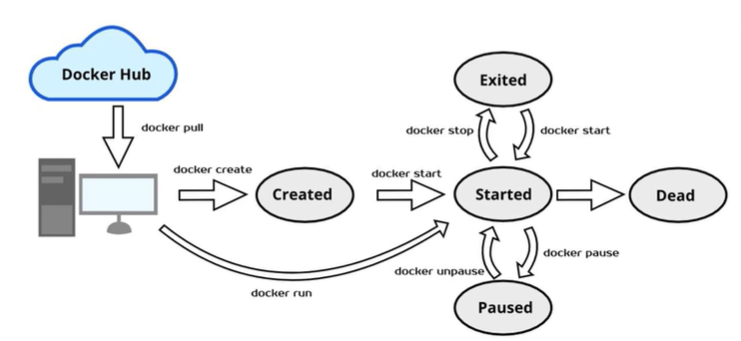 Docker Hub
docker pull
docker create
Created
docker start
Exited
docker stop
docker start
Started
Dead
docker unpause
docker pause
docker run
Paused